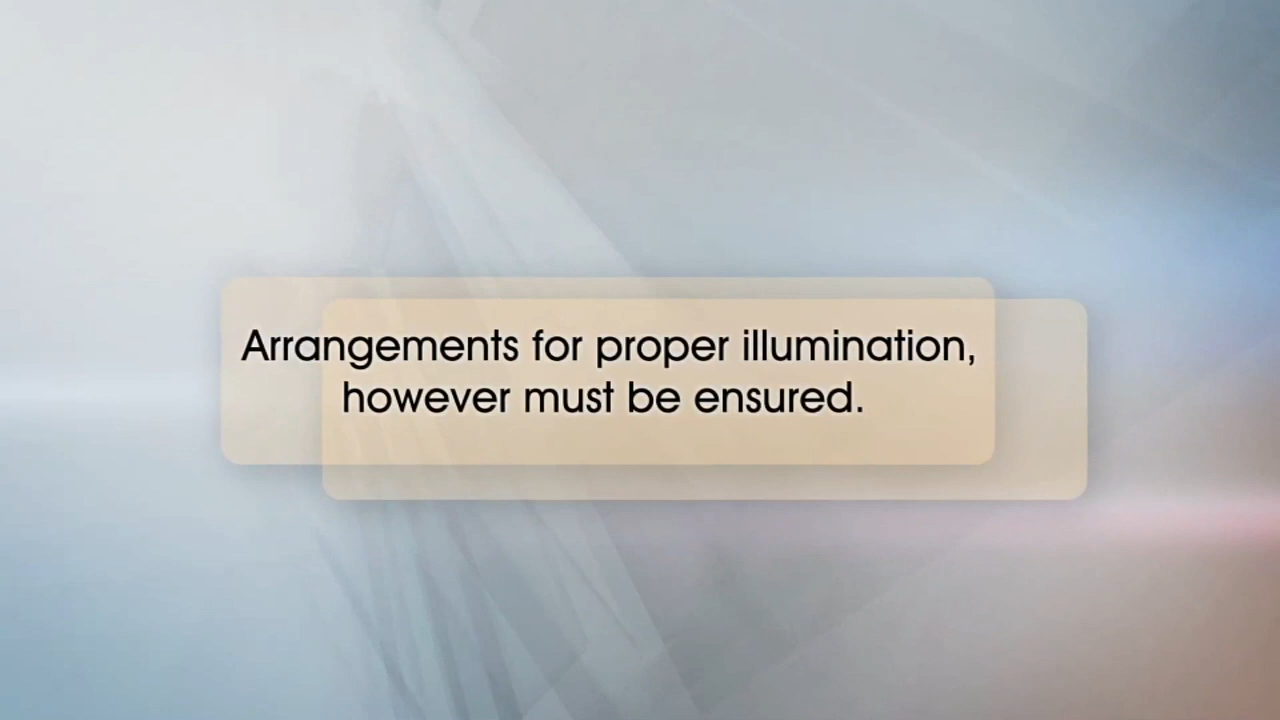 Arrangements for proper illumination,
however must be ensured.